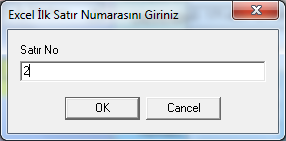 Excel İlk Satır Numarasını Giriniz
Satır No
2
OK
Cancel